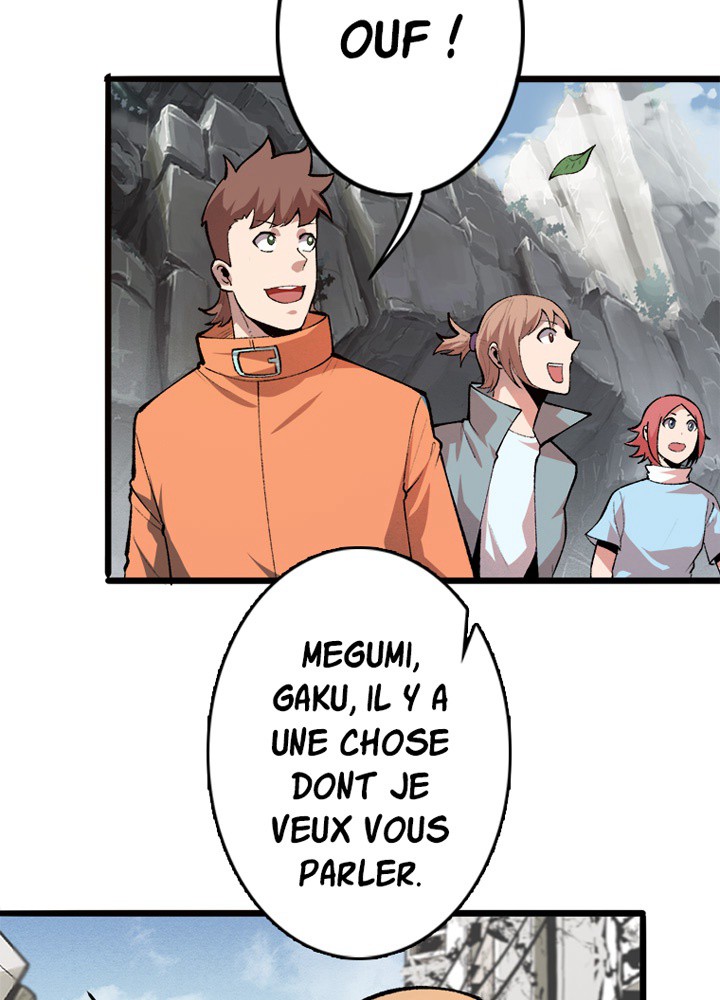 OUF !
MEGUMI,
GAKU, IL Y A
UNE CHOSE
DONT JE
VEUX VOUS
PARLER.